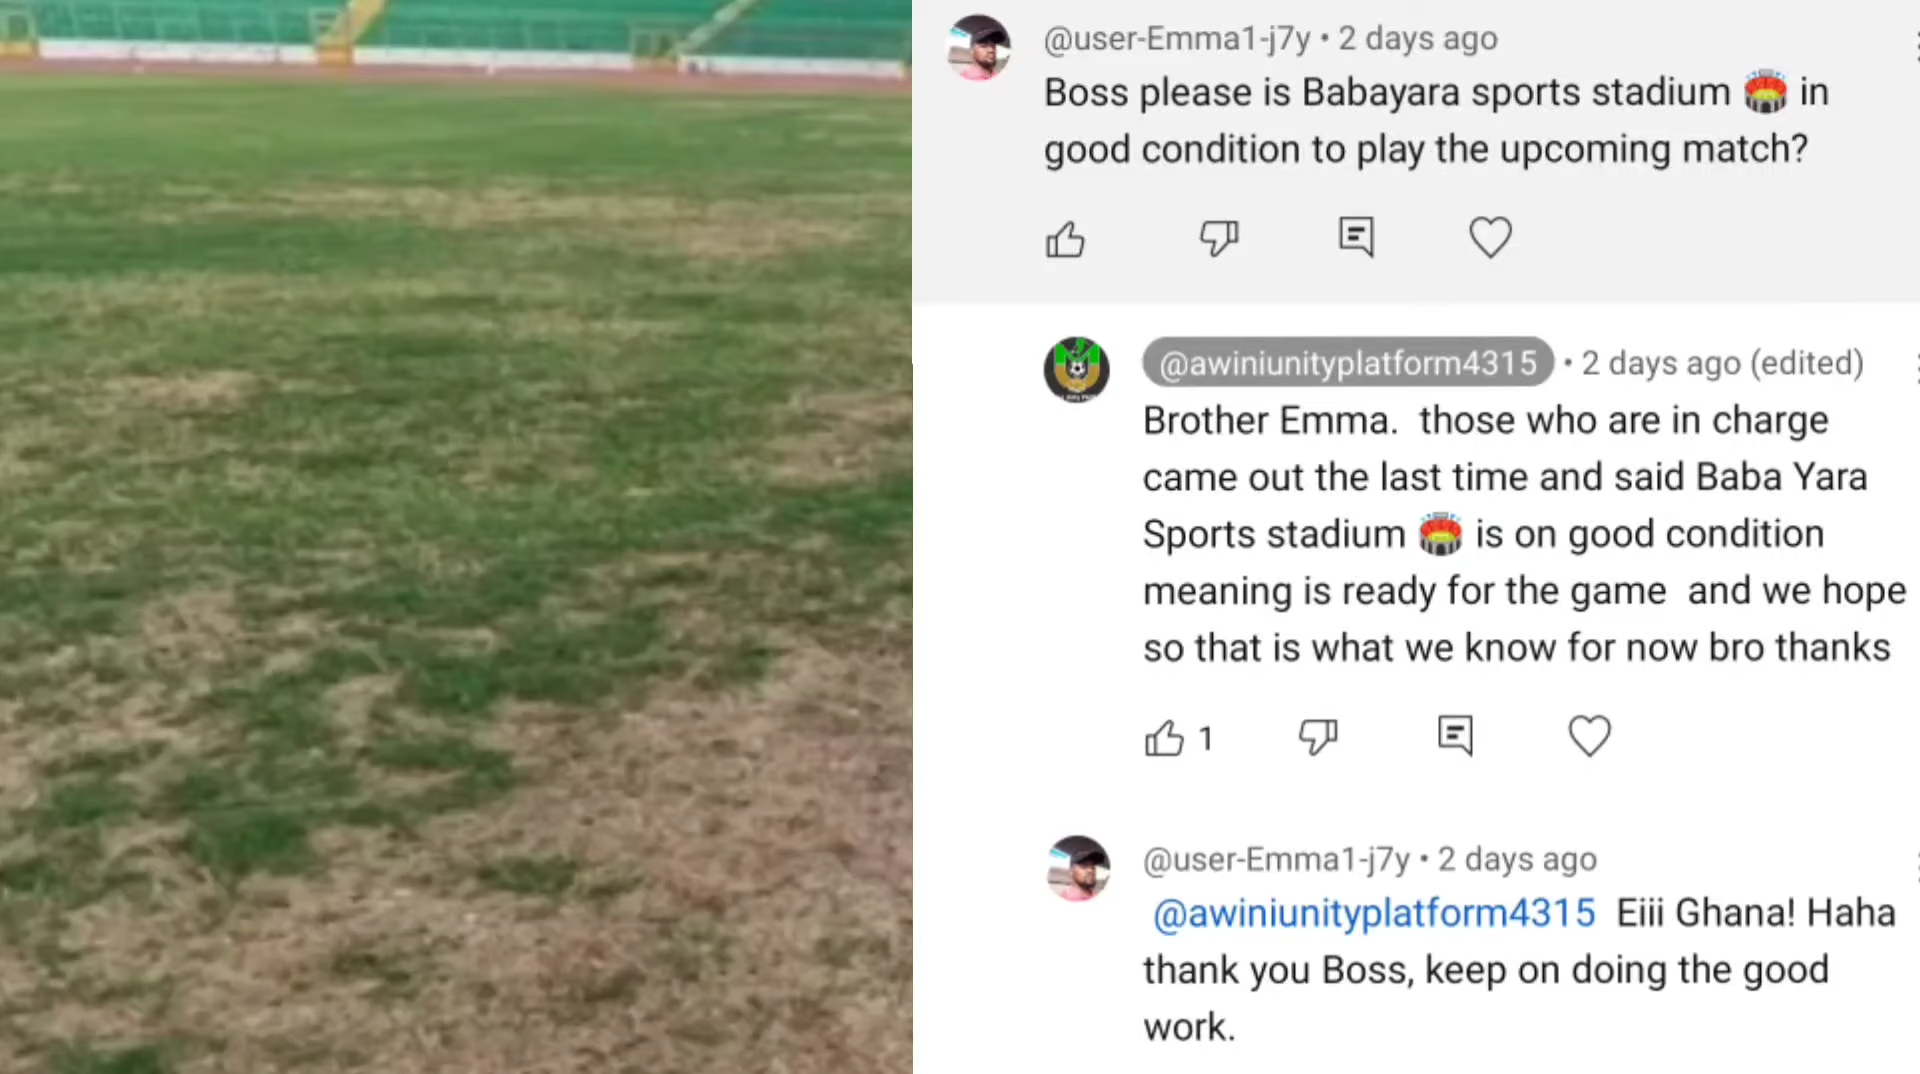 @user-Emma1-j7y • 2 days ago
Boss please is Babayara sports stadium 🏟️ in
good condition to play the upcoming match?
@awiniunityplatform4315 • 2 days ago (edited)
Brother Emma.  those who are in charge
came out the last time and said Baba Yara
Sports stadium 🏟️ is on good condition
meaning is ready for the game  and we hope
so that is what we know for now bro thanks
1
@user-Emma1-j7y • 2 days ago
@awiniunityplatform4315  Eiii Ghana! Haha
thank you Boss, keep on doing the good
work.